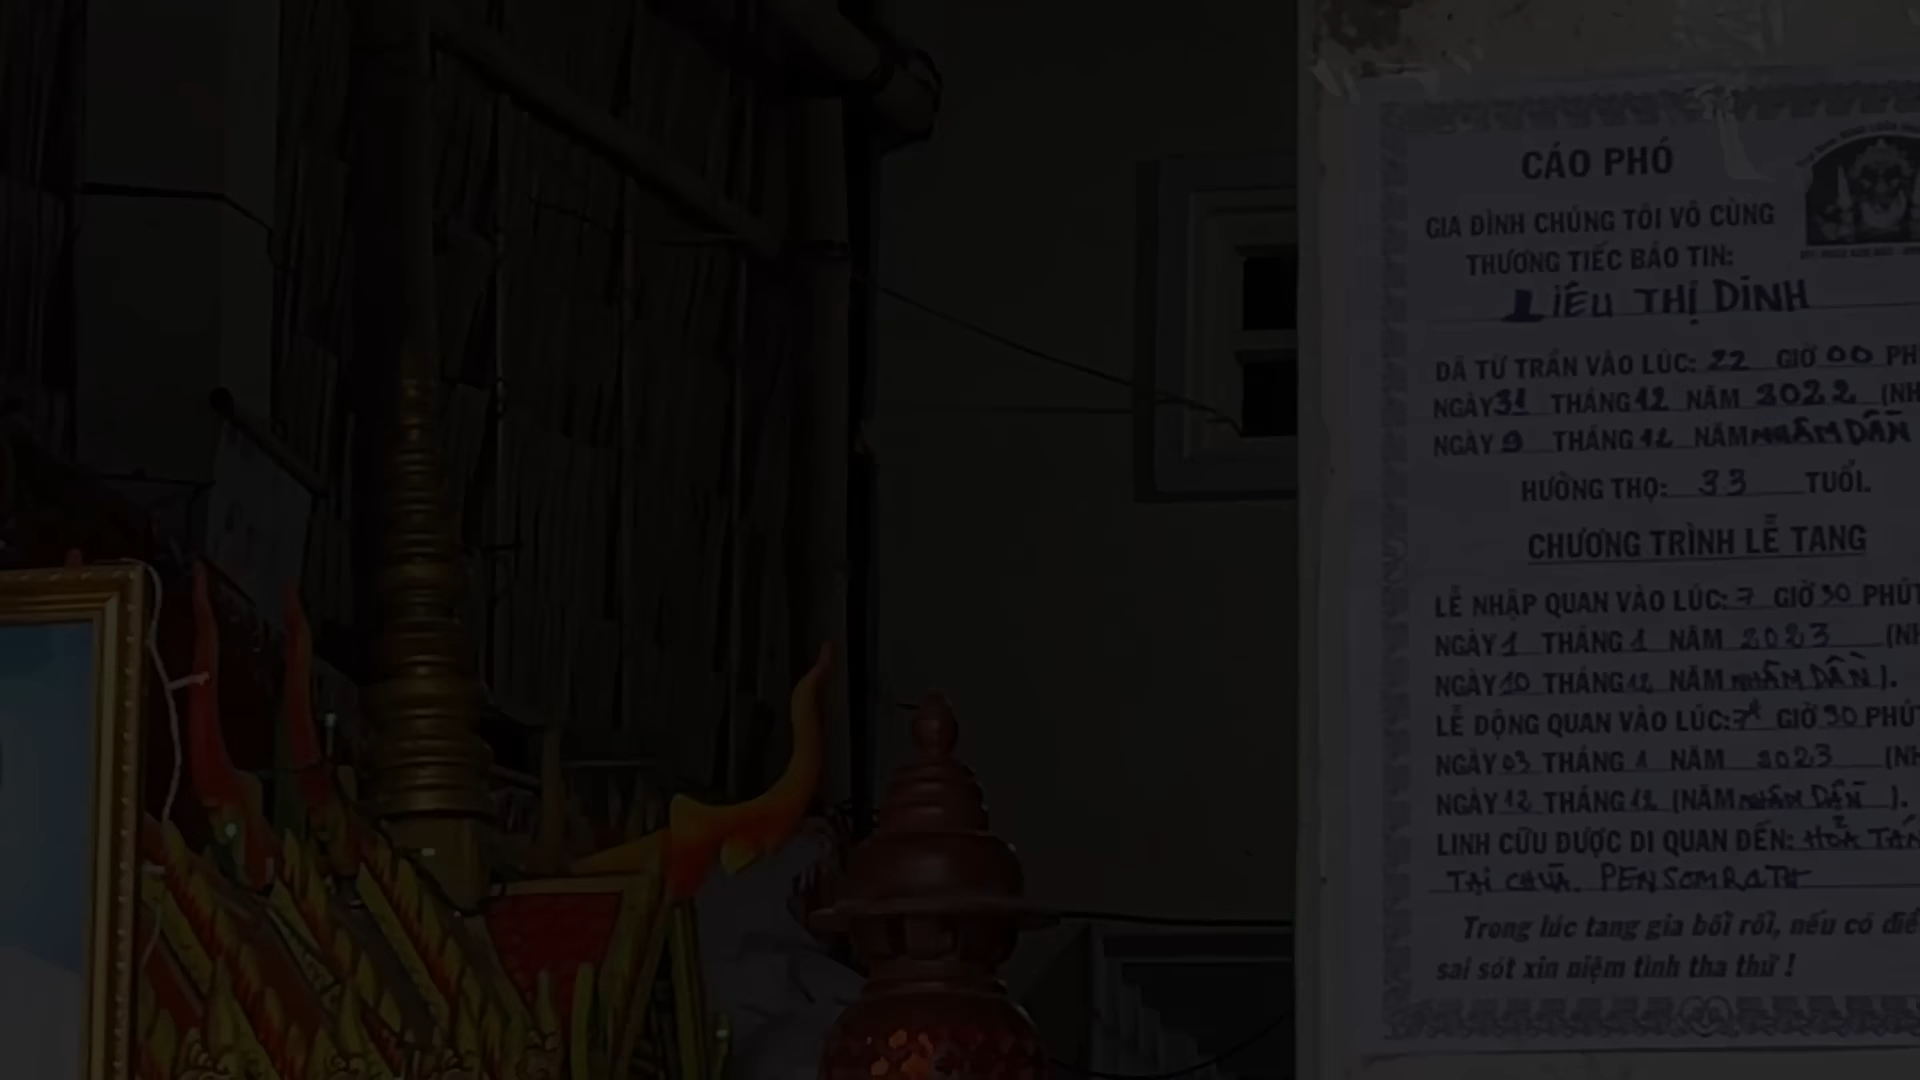 CÁO PHÓ
GIA ĐÌNH CHÚNG TÔI VÔ CÙNG
THƯƠNG TIẾC BÁO TIN:
LIÊU THỊ DINH
ĐÃ TỪ TRẦN VÀO LÚC: 22 GIỜ 00 PH
NGÀY 31 THÁNG 12 NĂM 2022 (NH
NGÀY 9 THÁNG 12 NĂM NHÂM DẦN
HƯỞNG THỌ: 33 TUỔI.
CHƯƠNG TRÌNH LỄ TANG
LỄ NHẬP QUAN VÀO LÚC: 7 GIỜ 30 PHÚT
NGÀY 1 THÁNG 1 NĂM 2023 (NH
NGÀY 10 THÁNG 12 NĂM NHÂM DẦN ).
LỄ ĐỘNG QUAN VÀO LÚC: 7 GIỜ 30 PHÚT
NGÀY 03 THÁNG 1 NĂM 2023 (NH
NGÀY 12 THÁNG 12 (NĂM NHÂM DẦN ).
LINH CỮU ĐƯỢC DI QUAN ĐẾN: HỎA TÁN
TẠI CHÙA. PENSOMRATH
Trong lúc tang gia bối rối, nếu có điề
sai sót xin niệm tình tha thứ !